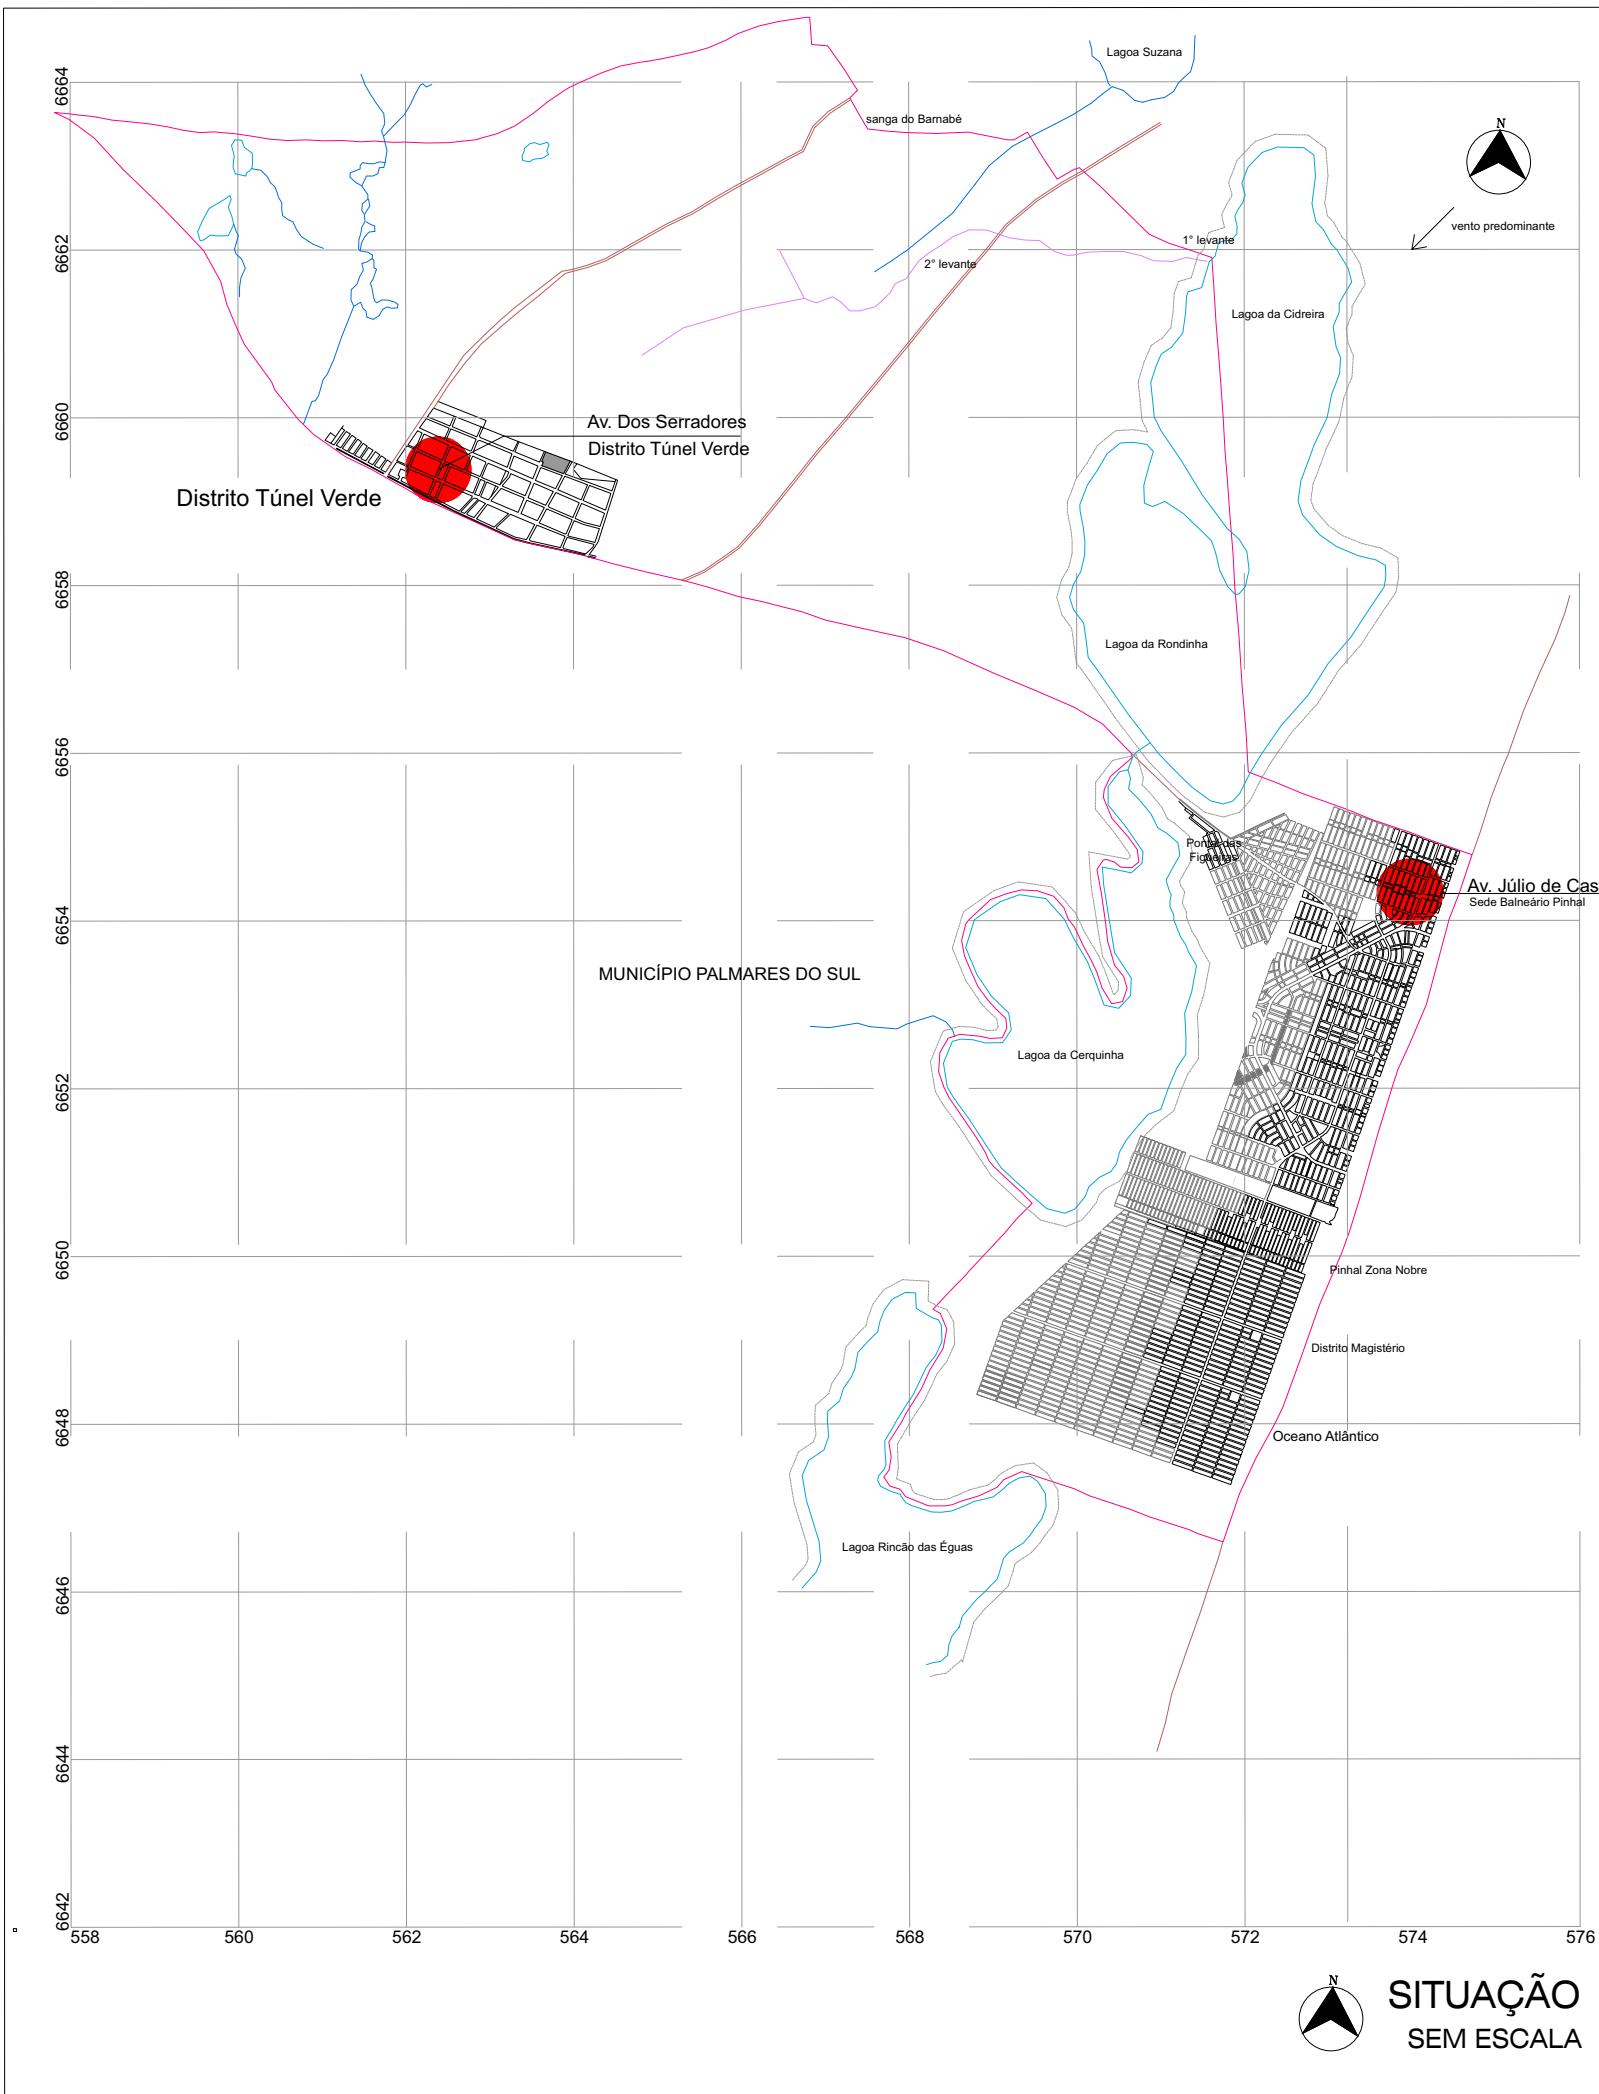 Lagoa Suzana
6664
sanga do Barnabé
N
vento predominante
1° levante
2° levante
6662
Lagoa da Cidreira
6660
Av. Dos Serradores
Distrito Túnel Verde
Distrito Túnel Verde
6658
Lagoa da Rondinha
6656
Figueiras
Av. Júlio de Cas
Sede Balneário Pinhal
6654
MUNICÍPIO PALMARES DO SUL
Lagoa da Cerquinha
6652
6650
Pinhal Zona Nobre
Distrito Magistério
6648
Oceano Atlântico
Lagoa Rincão das Éguas
6646
6644
6642
558 560 562 564 566 568 570 572 574 576
N
SITUAÇÃO
SEM ESCALA